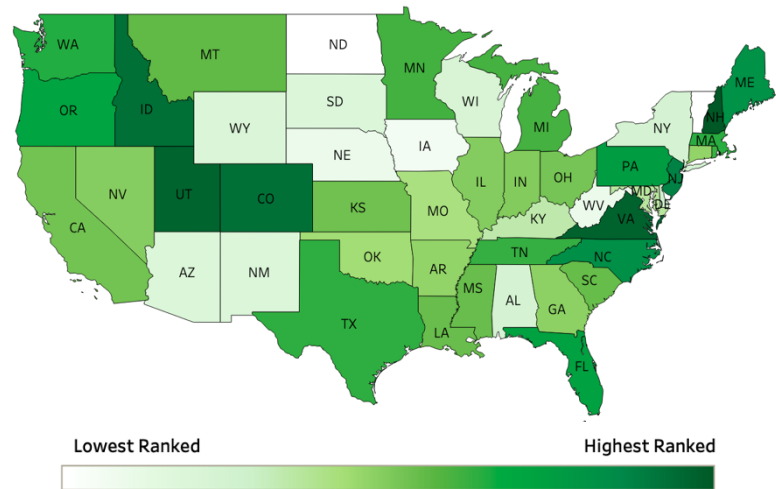 WA
MT
ND
MN
ME
OR
ID
SD
WI
NH
WY
MI
NY
MA
NE
IA
PA
NJ
NV
UT
CO
IL
IN
OH
MD
DE
WV
VA
KS
MO
KY
CA
NC
TN
AZ
NM
OK
AR
SC
MS
AL
GA
TX
LA
FL
Lowest Ranked
Highest Ranked